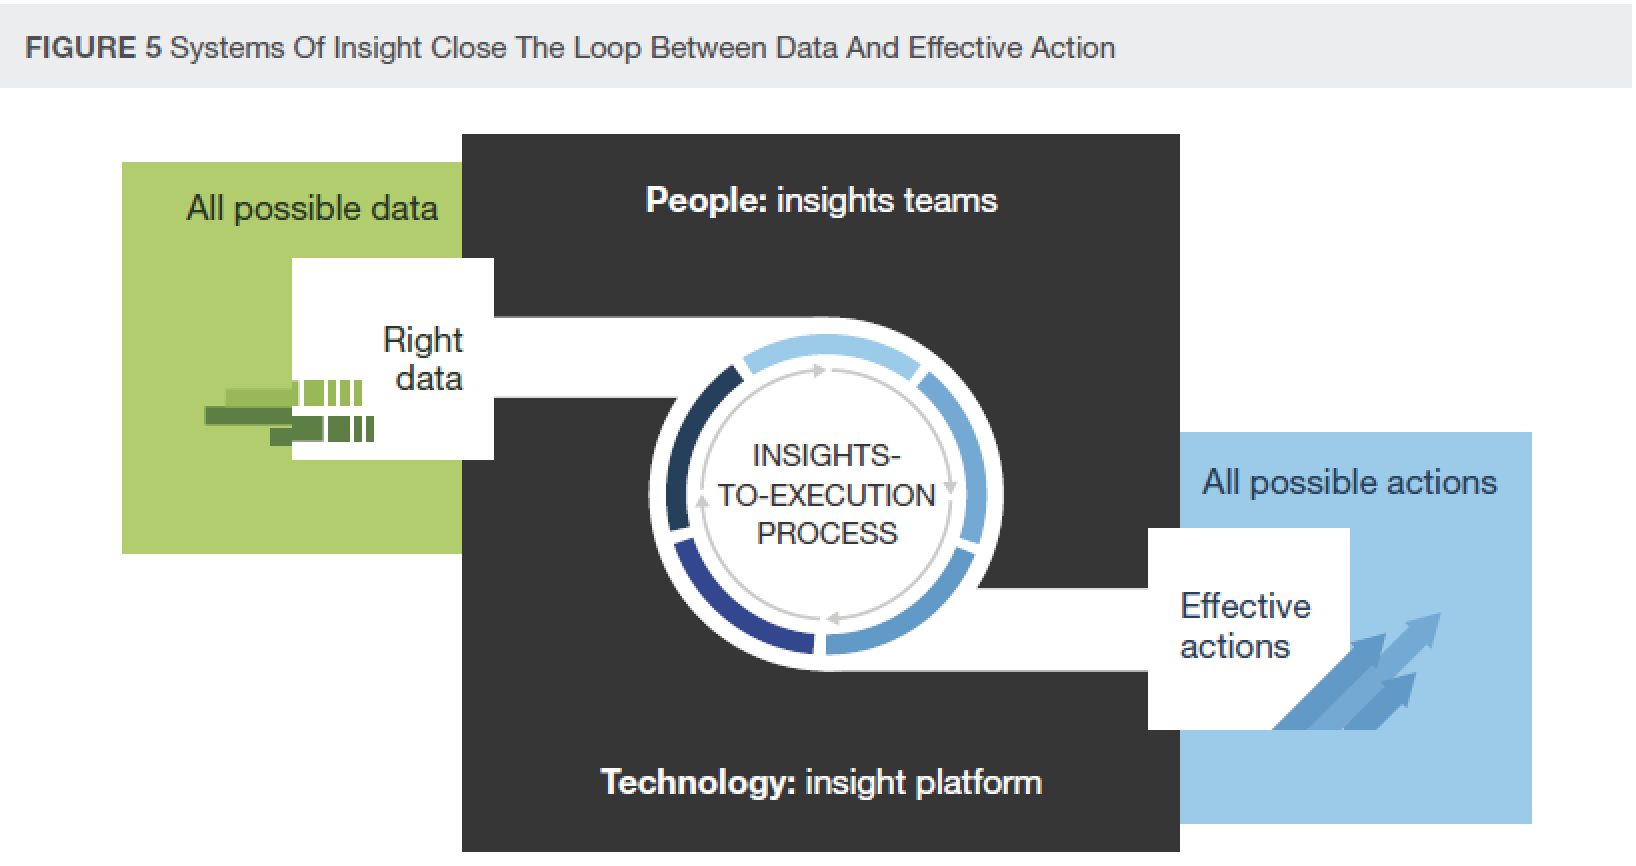 FIGURE 5 Systems Of Insight Close The Loop Between Data And Effective Action
All possible data
People: insights teams
Right
data
INSIGHTS-
TO-EXECUTION
PROCESS
All possible actions
Effective
actions
Technology: insight platform